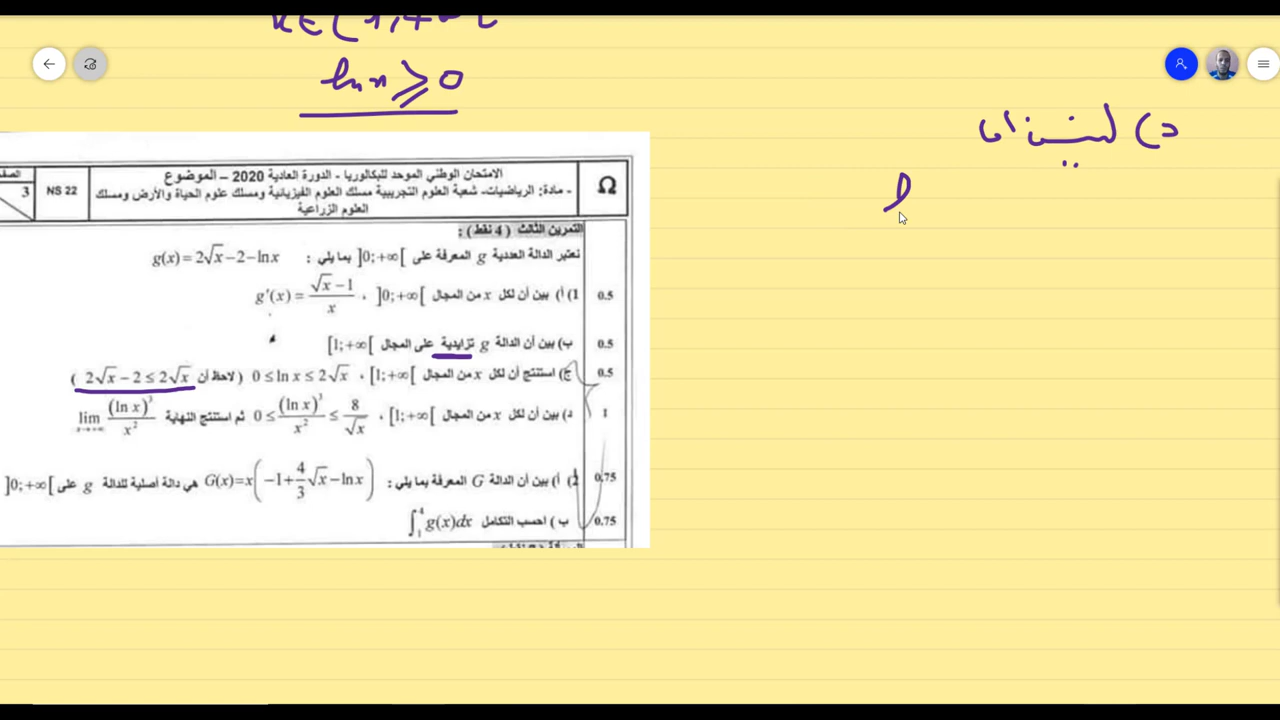 x ∈ [1; +∞[
ln x ≥ 0
د) لنبين أن
الامتحان الوطني الموحد للبكالوريا - الدورة العادية 2020 - الموضوع
- مادة: الرياضيات- شعبة العلوم التجريبية مسلك العلوم الفيزيائية ومسلك علوم الحياة والأرض ومسلك
العلوم الزراعية
Ω
NS 22
3
التمرين الثالث ( 4 نقط) :
نعتبر الدالة العددية g المعرفة على ]0;+∞[ بما يلي : g(x) = 2√x − 2 − ln x
0.5 1) أ) بين أن لكل x من المجال ]0;+∞[ ، g'(x) = (√x − 1)/x
0.5 ب) بين أن الدالة g تزايدية على المجال [1;+∞[
0.5 ج) استنتج أن لكل x من المجال [1;+∞[ ، 0 ≤ ln x ≤ 2√x ( لاحظ أن 2√x − 2 ≤ 2√x )
1 د) بين أن لكل x من المجال [1;+∞[ ، 0 ≤ (ln x)³/x² ≤ 8/√x ثم استنتج النهاية lim x→+∞ (ln x)³/x²
0.75 2) أ) بين أن الدالة G المعرفة بما يلي : G(x) = x(−1 + 4/3 √x − ln x) هي دالة أصلية للدالة g على ]0;+∞[
0.75 ب ) احسب التكامل ∫₁⁴ g(x)dx